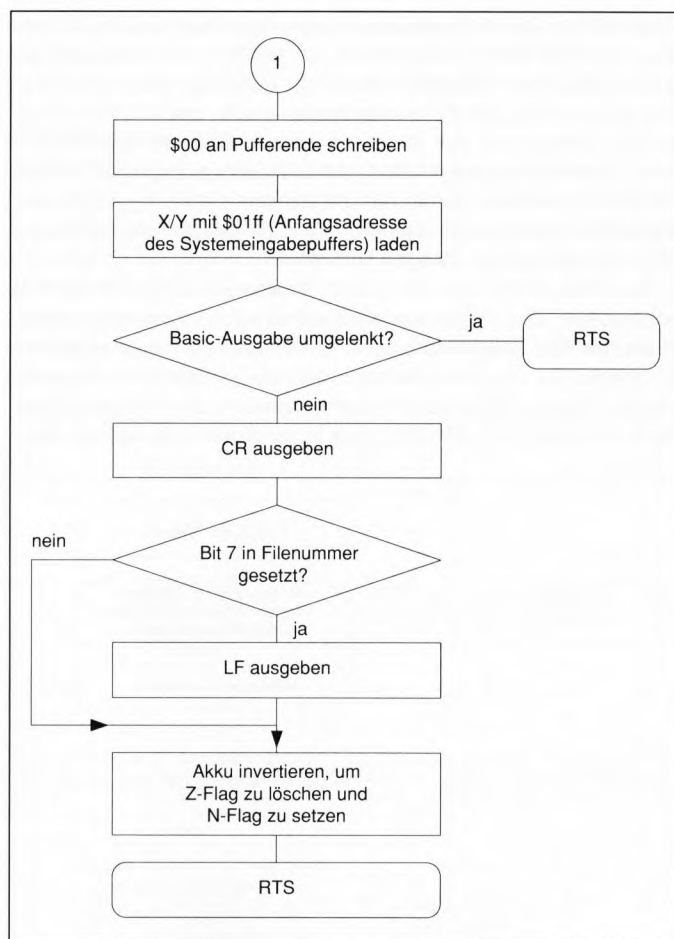 1
$00 an Pufferende schreiben
X/Y mit $01ff (Anfangsadresse
des Systemeingabepuffers) laden
Basic-Ausgabe umgelenkt?
ja
RTS
nein
CR ausgeben
nein
Bit 7 in Filenummer
gesetzt?
ja
LF ausgeben
Akku invertieren, um
Z-Flag zu löschen und
N-Flag zu setzen
RTS